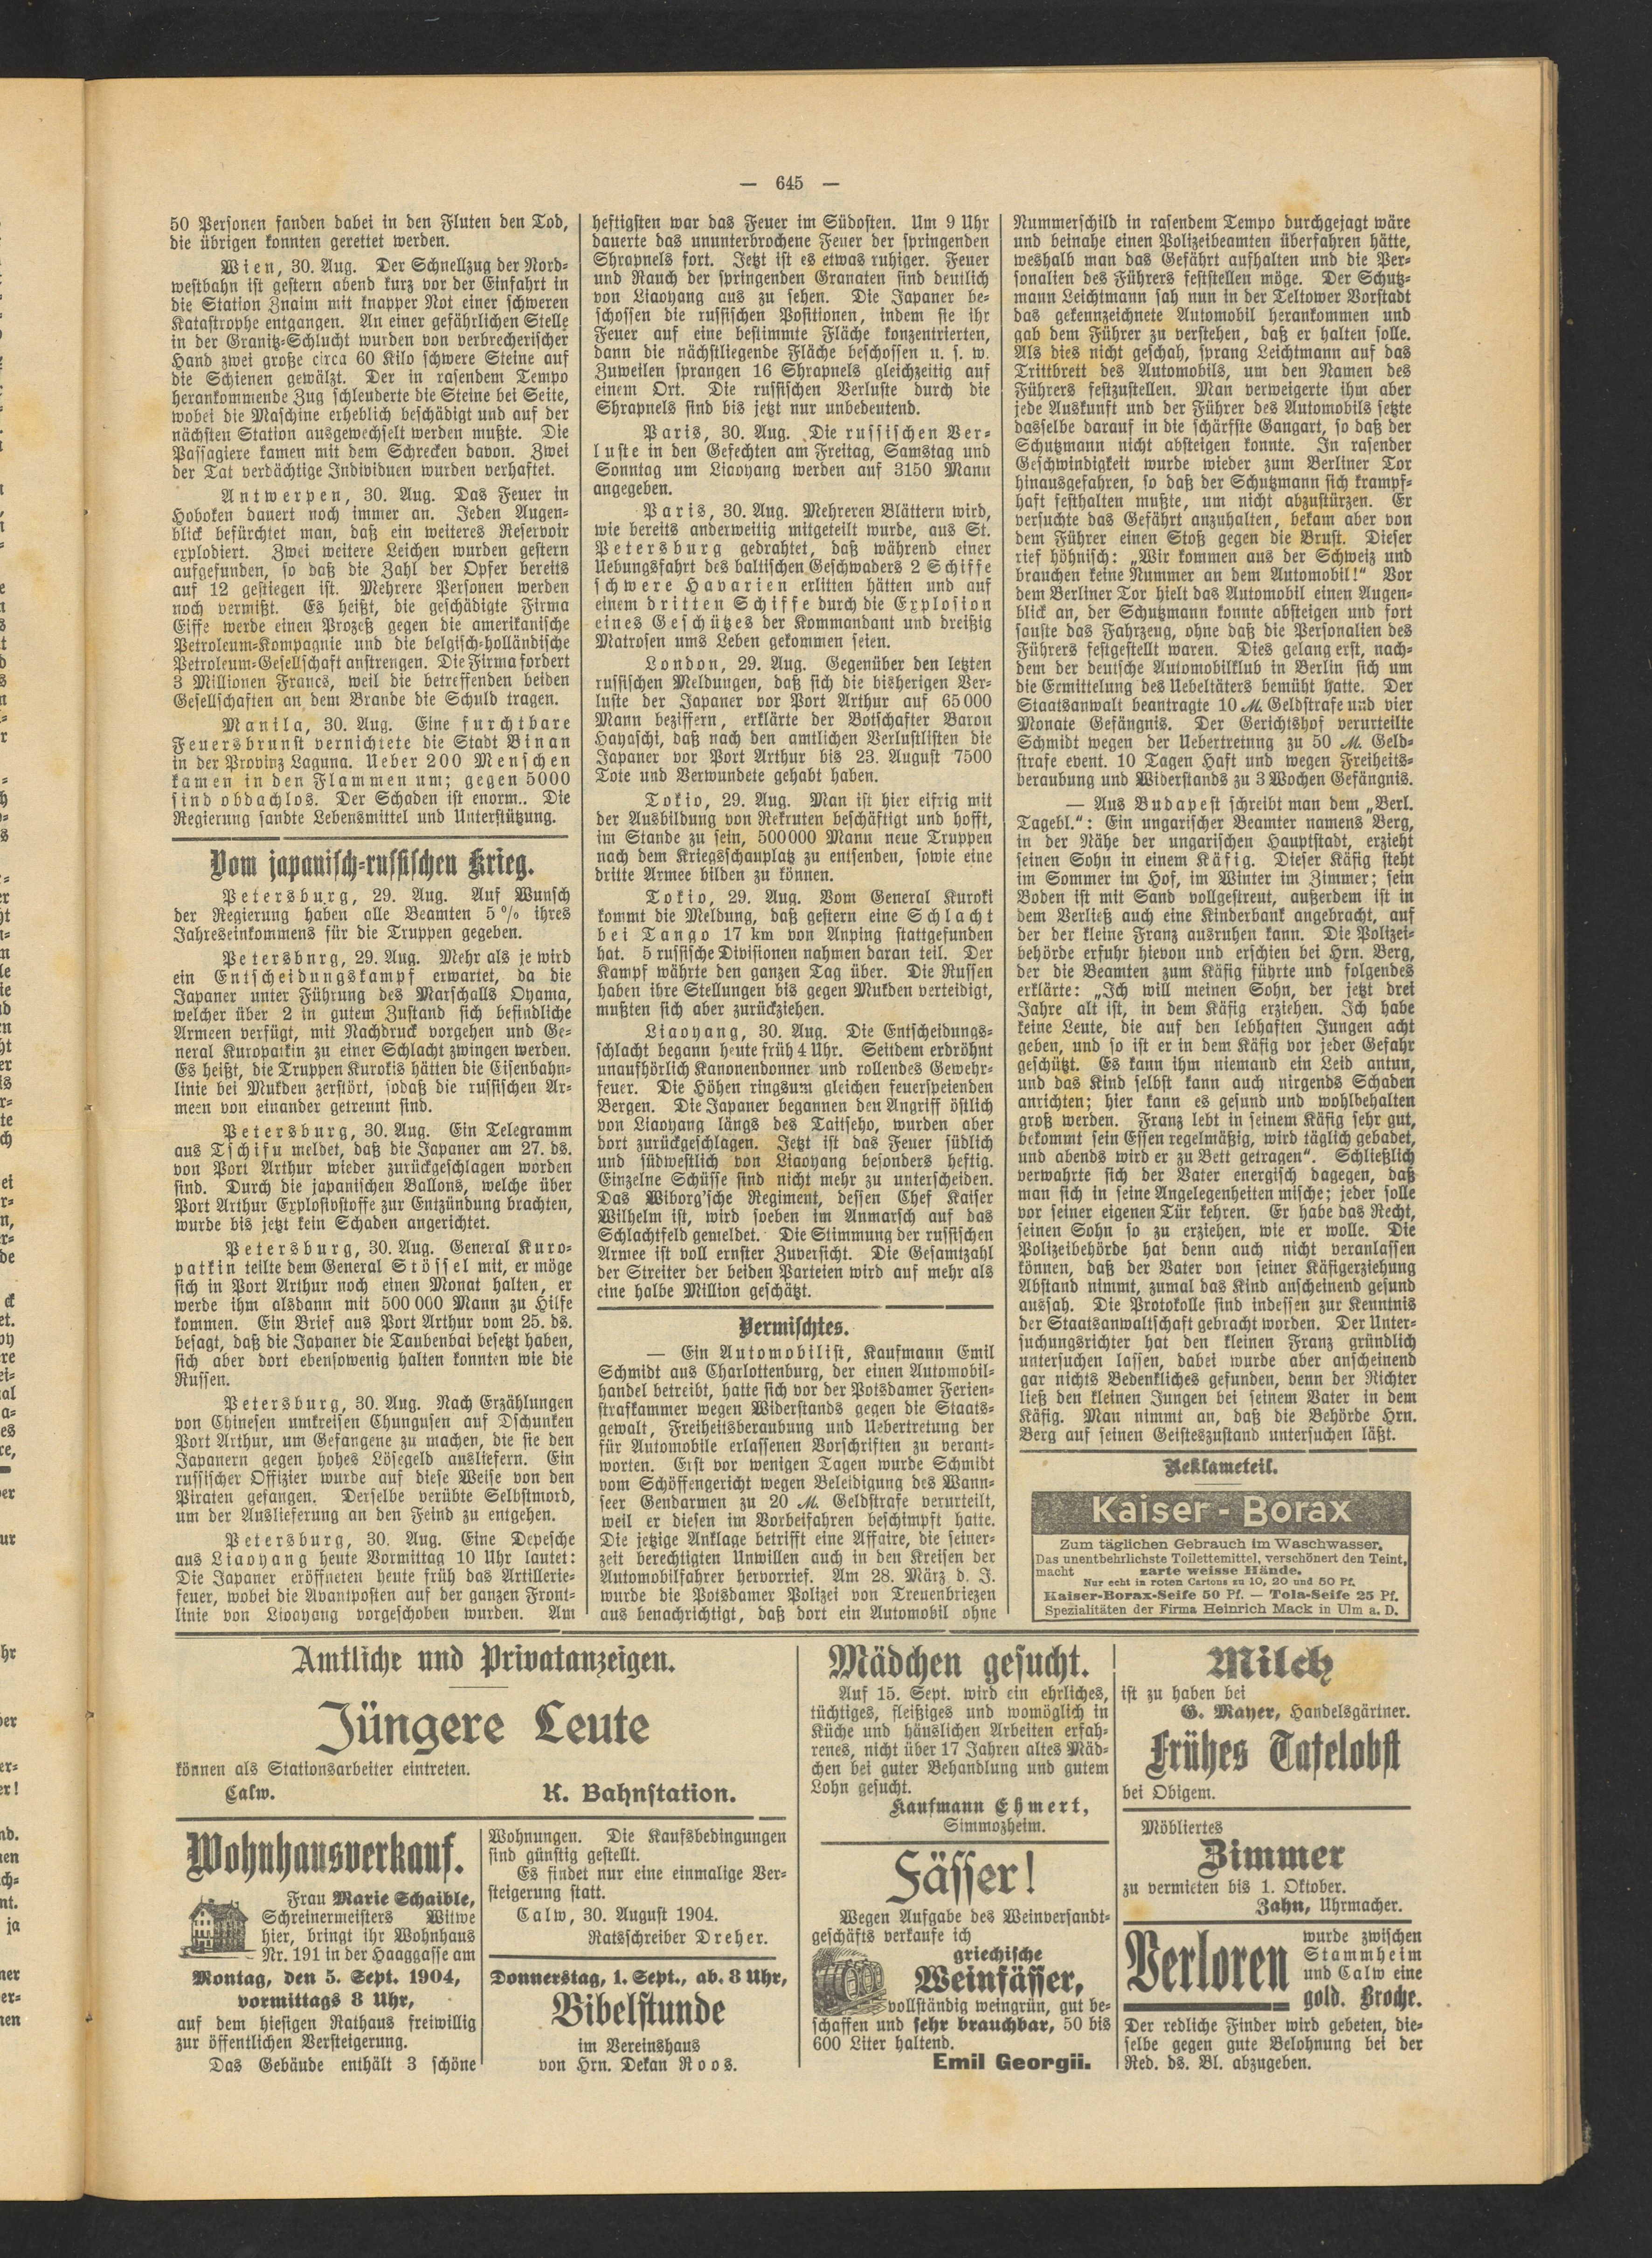 — 645 —
50 Personen fanden dabei in den Fluten den Tod,
die übrigen konnten gerettet werden.
Wien, 30. Aug. Der Schnellzug der Nord-
westbahn ist gestern abend kurz vor der Einfahrt in
die Station Znaim mit knapper Not einer schweren
Katastrophe entgangen. An einer gefährlichen Stelle
in der Granitz-Schlucht wurden von verbrecherischer
Hand zwei große circa 60 Kilo schwere Steine auf
die Schienen gewälzt. Der in rasendem Tempo
herankommende Zug schleuderte die Steine bei Seite,
wobei die Maschine erheblich beschädigt und auf der
nächsten Station ausgewechselt werden mußte. Die
Passagiere kamen mit dem Schrecken davon. Zwei
der Tat verdächtige Individuen wurden verhaftet.
Antwerpen, 30. Aug. Das Feuer in
Hoboken dauert noch immer an. Jeden Augen-
blick befürchtet man, daß ein weiteres Reservoir
explodiert. Zwei weitere Leichen wurden gestern
aufgefunden, so daß die Zahl der Opfer bereits
auf 12 gestiegen ist. Mehrere Personen werden
noch vermißt. Es heißt, die geschädigte Firma
Eiffe werde einen Prozeß gegen die amerikanische
Petroleum-Kompagnie und die belgisch-holländische
Petroleum-Gesellschaft anstrengen. Die Firma fordert
3 Millionen Francs, weil die betreffenden beiden
Gesellschaften an dem Brande die Schuld tragen.
Manila, 30. Aug. Eine furchtbare
Feuersbrunst vernichtete die Stadt Binan
in der Provinz Laguna. Ueber 200 Menschen
kamen in den Flammen um; gegen 5000
sind obdachlos. Der Schaden ist enorm.. Die
Regierung sandte Lebensmittel und Unterstützung.
Vom japanisch-russischen Krieg.
Petersburg, 29. Aug. Auf Wunsch
der Regierung haben alle Beamten 5% ihres
Jahreseinkommens für die Truppen gegeben.
Petersburg, 29. Aug. Mehr als je wird
ein Entscheidungskampf erwartet, da die
Japaner unter Führung des Marschalls Oyama,
welcher über 2 in gutem Zustand sich befindliche
Armeen verfügt, mit Nachdruck vorgehen und Ge-
neral Kuropatkin zu einer Schlacht zwingen werden.
Es heißt, die Truppen Kurokis hätten die Eisenbahn-
linie bei Mukden zerstört, sodaß die russischen Ar-
meen von einander getrennt sind.
Petersburg, 30. Aug. Ein Telegramm
aus Tschifu meldet, daß die Japaner am 27. ds.
von Port Arthur wieder zurückgeschlagen worden
sind. Durch die japanischen Ballons, welche über
Port Arthur Explosivstoffe zur Entzündung brachten,
wurde bis jetzt kein Schaden angerichtet.
Petersburg, 30. Aug. General Kuro-
patkin teilte dem General Stössel mit, er möge
sich in Port Arthur noch einen Monat halten, er
werde ihm alsdann mit 500 000 Mann zu Hilfe
kommen. Ein Brief aus Port Arthur vom 25. ds.
besagt, daß die Japaner die Taubenbai besetzt haben,
sich aber dort ebensowenig halten konnten wie die
Russen.
Petersburg, 30. Aug. Nach Erzählungen
von Chinesen umkreisen Chungusen auf Dschunken
Port Arthur, um Gefangene zu machen, die sie den
Japanern gegen hohes Lösegeld ausliefern. Ein
russischer Offizier wurde auf diese Weise von den
Piraten gefangen. Derselbe verübte Selbstmord,
um der Auslieferung an den Feind zu entgehen.
Petersburg, 30. Aug. Eine Depesche
aus Liaoyang heute Vormittag 10 Uhr lautet:
Die Japaner eröffneten heute früh das Artillerie-
feuer, wobei die Avantposten auf der ganzen Front-
linie von Liaoyang vorgeschoben wurden. Am
heftigsten war das Feuer im Südosten. Um 9 Uhr
dauerte das ununterbrochene Feuer der springenden
Shrapnels fort. Jetzt ist es etwas ruhiger. Feuer
und Rauch der springenden Granaten sind deutlich
von Liaoyang aus zu sehen. Die Japaner be-
schossen die russischen Positionen, indem sie ihr
Feuer auf eine bestimmte Fläche konzentrierten,
dann die nächstliegende Fläche beschossen u. s. w.
Zuweilen sprangen 16 Shrapnels gleichzeitig auf
einem Ort. Die russischen Verluste durch die
Shrapnels sind bis jetzt nur unbedeutend.
Paris, 30. Aug. Die russischen Ver-
luste in den Gefechten am Freitag, Samstag und
Sonntag um Liaoyang werden auf 3150 Mann
angegeben.
Paris, 30. Aug. Mehreren Blättern wird,
wie bereits anderweitig mitgeteilt wurde, aus St.
Petersburg gedrahtet, daß während einer
Uebungsfahrt des baltischen Geschwaders 2 Schiffe
schwere Havarien erlitten hätten und auf
einem dritten Schiffe durch die Explosion
eines Geschützes der Kommandant und dreißig
Matrosen ums Leben gekommen seien.
London, 29. Aug. Gegenüber den letzten
russischen Meldungen, daß sich die bisherigen Ver-
luste der Japaner vor Port Arthur auf 65 000
Mann beziffern, erklärte der Botschafter Baron
Hayaschi, daß nach den amtlichen Verlustlisten die
Japaner vor Port Arthur bis 23. August 7500
Tote und Verwundete gehabt haben.
Tokio, 29. Aug. Man ist hier eifrig mit
der Ausbildung von Rekruten beschäftigt und hofft,
im Stande zu sein, 500 000 Mann neue Truppen
nach dem Kriegsschauplatz zu entsenden, sowie eine
dritte Armee bilden zu können.
Tokio, 29. Aug. Vom General Kuroki
kommt die Meldung, daß gestern eine Schlacht
bei Tango 17 km von Anping stattgefunden
hat. 5 russische Divisionen nahmen daran teil. Der
Kampf währte den ganzen Tag über. Die Russen
haben ihre Stellungen bis gegen Mukden verteidigt,
mußten sich aber zurückziehen.
Liaoyang, 30. Aug. Die Entscheidungs-
schlacht begann heute früh 4 Uhr. Seitdem erdröhnt
unaufhörlich Kanonendonner und rollendes Gewehr-
feuer. Die Höhen ringsum gleichen feuerspeienden
Bergen. Die Japaner begannen den Angriff östlich
von Liaoyang längs des Taitseho, wurden aber
dort zurückgeschlagen. Jetzt ist das Feuer südlich
und südwestlich von Liaoyang besonders heftig.
Einzelne Schüsse sind nicht mehr zu unterscheiden.
Das Wiborg'sche Regiment, dessen Chef Kaiser
Wilhelm ist, wird soeben im Anmarsch auf das
Schlachtfeld gemeldet. Die Stimmung der russischen
Armee ist voll ernster Zuversicht. Die Gesamtzahl
der Streiter der beiden Parteien wird auf mehr als
eine halbe Million geschätzt.
Vermischtes.
— Ein Automobilist, Kaufmann Emil
Schmidt aus Charlottenburg, der einen Automobil-
handel betreibt, hatte sich vor der Potsdamer Ferien-
strafkammer wegen Widerstands gegen die Staats-
gewalt, Freiheitsberaubung und Uebertretung der
für Automobile erlassenen Vorschriften zu verant-
worten. Erst vor wenigen Tagen wurde Schmidt
vom Schöffengericht wegen Beleidigung des Wann-
seer Gendarmen zu 20 M. Geldstrafe verurteilt,
weil er diesen im Vorbeifahren beschimpft hatte.
Die jetzige Anklage betrifft eine Affaire, die seiner-
zeit berechtigten Unwillen auch in den Kreisen der
Automobilfahrer hervorrief. Am 28. März d. J.
wurde die Potsdamer Polizei von Treuenbriezen
aus benachrichtigt, daß dort ein Automobil ohne
Nummerschild in rasendem Tempo durchgejagt wäre
und beinahe einen Polizeibeamten überfahren hätte,
weshalb man das Gefährt aufhalten und die Per-
sonalien des Führers feststellen möge. Der Schutz-
mann Leichtmann sah nun in der Teltower Vorstadt
das gekennzeichnete Automobil herankommen und
gab dem Führer zu verstehen, daß er halten solle.
Als dies nicht geschah, sprang Leichtmann auf das
Trittbrett des Automobils, um den Namen des
Führers festzustellen. Man verweigerte ihm aber
jede Auskunft und der Führer des Automobils setzte
dasselbe darauf in die schärfste Gangart, so daß der
Schutzmann nicht absteigen konnte. In rasender
Geschwindigkeit wurde wieder zum Berliner Tor
hinausgefahren, so daß der Schutzmann sich krampf-
haft festhalten mußte, um nicht abzustürzen. Er
versuchte das Gefährt anzuhalten, bekam aber von
dem Führer einen Stoß gegen die Brust. Dieser
rief höhnisch: „Wir kommen aus der Schweiz und
brauchen keine Nummer an dem Automobil!“ Vor
dem Berliner Tor hielt das Automobil einen Augen-
blick an, der Schutzmann konnte absteigen und fort
sauste das Fahrzeug, ohne daß die Personalien des
Führers festgestellt waren. Dies gelang erst, nach-
dem der deutsche Automobilklub in Berlin sich um
die Ermittelung des Uebeltäters bemüht hatte. Der
Staatsanwalt beantragte 10 M. Geldstrafe und vier
Monate Gefängnis. Der Gerichtshof verurteilte
Schmidt wegen der Uebertretung zu 50 M. Geld-
strafe event. 10 Tagen Haft und wegen Freiheits-
beraubung und Widerstands zu 3 Wochen Gefängnis.
— Aus Budapest schreibt man dem „Berl.
Tagebl.“: Ein ungarischer Beamter namens Berg,
in der Nähe der ungarischen Hauptstadt, erzieht
seinen Sohn in einem Käfig. Dieser Käfig steht
im Sommer im Hof, im Winter im Zimmer; sein
Boden ist mit Sand vollgestreut, außerdem ist in
dem Verließ auch eine Kinderbank angebracht, auf
der der kleine Franz ausruhen kann. Die Polizei-
behörde erfuhr hievon und erschien bei Hrn. Berg,
der die Beamten zum Käfig führte und folgendes
erklärte: „Ich will meinen Sohn, der jetzt drei
Jahre alt ist, in dem Käfig erziehen. Ich habe
keine Leute, die auf den lebhaften Jungen acht
geben, und so ist er in dem Käfig vor jeder Gefahr
geschützt. Es kann ihm niemand ein Leid antun,
und das Kind selbst kann auch nirgends Schaden
anrichten; hier kann es gesund und wohlbehalten
groß werden. Franz lebt in seinem Käfig sehr gut,
bekommt sein Essen regelmäßig, wird täglich gebadet,
und abends wird er zu Bett getragen“. Schließlich
verwahrte sich der Vater energisch dagegen, daß
man sich in seine Angelegenheiten mische; jeder solle
vor seiner eigenen Tür kehren. Er habe das Recht,
seinen Sohn so zu erziehen, wie er wolle. Die
Polizeibehörde hat denn auch nicht veranlassen
können, daß der Vater von seiner Käfigerziehung
Abstand nimmt, zumal das Kind anscheinend gesund
aussah. Die Protokolle sind indessen zur Kenntnis
der Staatsanwaltschaft gebracht worden. Der Unter-
suchungsrichter hat den kleinen Franz gründlich
untersuchen lassen, dabei wurde aber anscheinend
gar nichts Bedenkliches gefunden, denn der Richter
ließ den kleinen Jungen bei seinem Vater in dem
Käfig. Man nimmt an, daß die Behörde Hrn.
Berg auf seinen Geisteszustand untersuchen läßt.
Reklameteil.
Kaiser-Borax
Zum täglichen Gebrauch im Waschwasser.
Das unentbehrlichste Toilettemittel, verschönert den Teint,
macht zarte weisse Hände.
Nur echt in roten Cartons zu 10, 20 und 50 Pf.
Kaiser-Borax-Seife 50 Pf. — Tola-Seife 25 Pf.
Spezialitäten der Firma Heinrich Mack in Ulm a. D.
Amtliche und Privatanzeigen.
Jüngere Leute
können als Stationsarbeiter eintreten.
Calw. K. Bahnstation.
Wohnhausverkauf.
Frau Marie Schaible,
Schreinermeisters Witwe
hier, bringt ihr Wohnhaus
Nr. 191 in der Haaggasse am
Montag, den 5. Sept. 1904,
vormittags 8 Uhr,
auf dem hiesigen Rathaus freiwillig
zur öffentlichen Versteigerung.
Das Gebäude enthält 3 schöne
Wohnungen. Die Kaufsbedingungen
sind günstig gestellt.
Es findet nur eine einmalige Ver-
steigerung statt.
Calw, 30. August 1904.
Ratsschreiber Dreher.
Donnerstag, 1. Sept., ab. 8 Uhr,
Bibelstunde
im Vereinshaus
von Hrn. Dekan Roos.
Mädchen gesucht.
Auf 15. Sept. wird ein ehrliches,
tüchtiges, fleißiges und womöglich in
Küche und häuslichen Arbeiten erfah-
renes, nicht über 17 Jahren altes Mäd-
chen bei guter Behandlung und gutem
Lohn gesucht.
Kaufmann Ehmert,
Simmozheim.
Fässer!
Wegen Aufgabe des Weinversandt-
geschäfts verkaufe ich
griechische
Weinfässer,
vollständig weingrün, gut be-
schaffen und sehr brauchbar, 50 bis
600 Liter haltend.
Emil Georgii.
Milch
ist zu haben bei
G. Mayer, Handelsgärtner.
Frühes Tafelobst
bei Obigem.
Möbliertes
Zimmer
zu vermieten bis 1. Oktober.
Zahn, Uhrmacher.
Verloren
wurde zwischen
Stammheim
und Calw eine
gold. Broche.
Der redliche Finder wird gebeten, die-
selbe gegen gute Belohnung bei der
Red. ds. Bl. abzugeben.